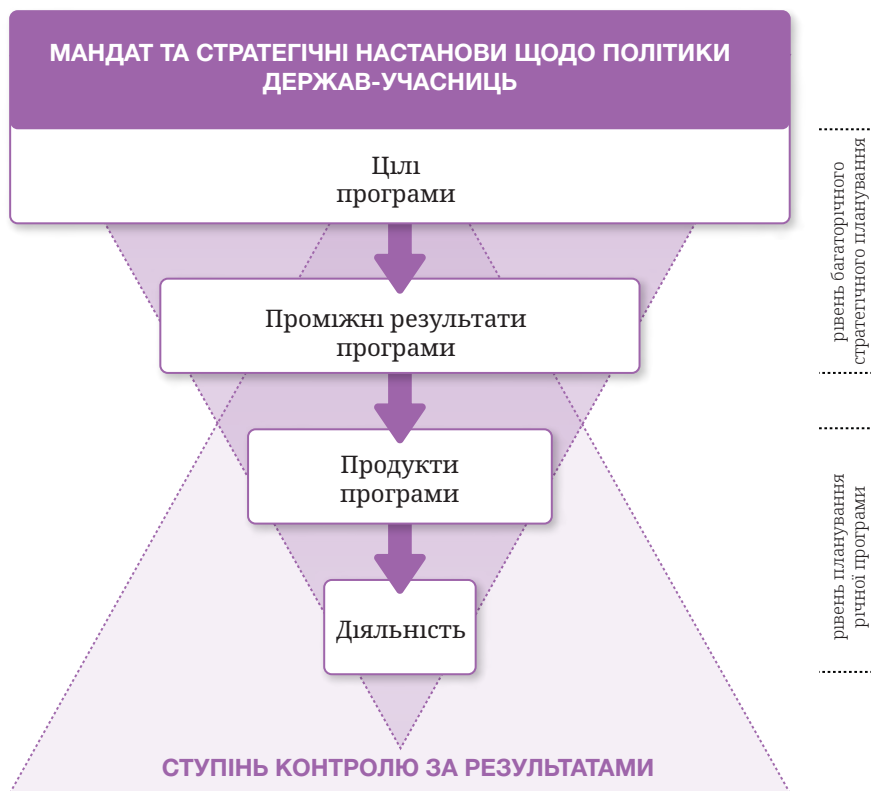 МАНДАТ ТА СТРАТЕГІЧНІ НАСТАНОВИ ЩОДО ПОЛІТИКИ
ДЕРЖАВ-УЧАСНИЦЬ
Цілі
програми
Проміжні результати
програми
Продукти
програми
Діяльність
СТУПІНЬ КОНТРОЛЮ ЗА РЕЗУЛЬТАТАМИ
рівень багаторічного
стратегічного планування
рівень планування
річної програми